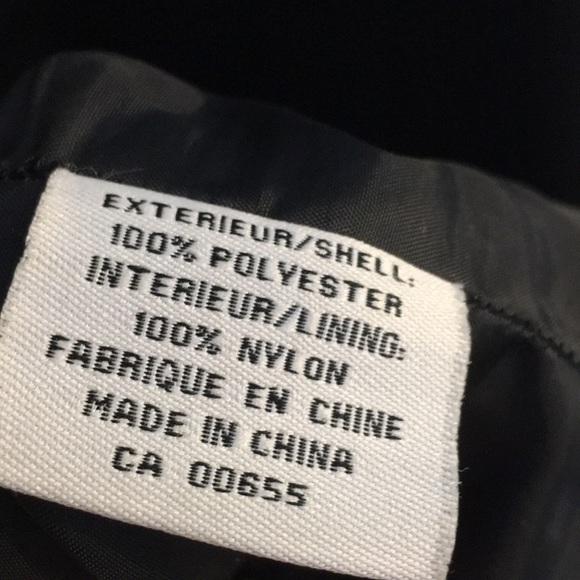 EXTERIEUR/SHELL:
100% POLYESTER
INTERIEUR/LINING:
100% NYLON
FABRIQUE EN CHINE
MADE IN CHINA
CA 00655